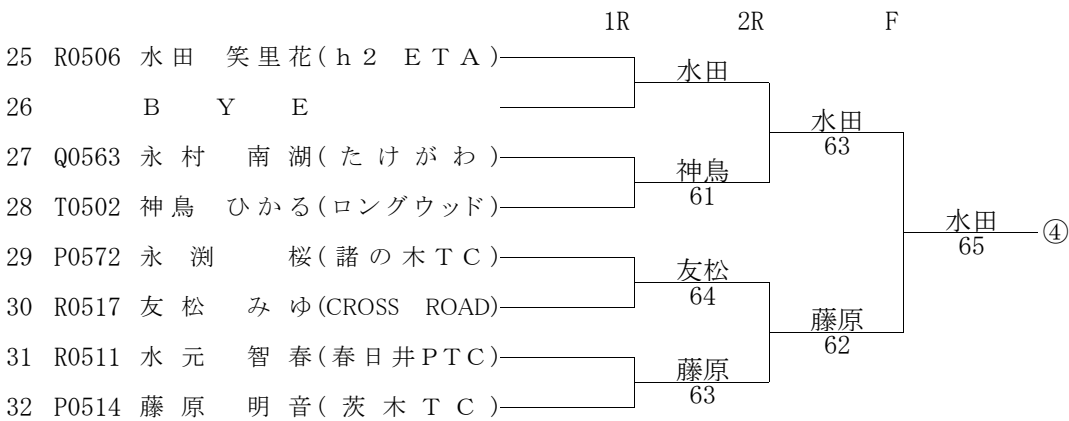 1R 2R F
25 R0506 水田 笑里花(h2 ETA)
水田
26 BYE
水田
63
27 Q0563 永村 南湖(たけがわ)
神鳥
61
28 T0502 神鳥 ひかる(ロングウッド)
水田 ④
65
29 P0572 永渕 桜(諸の木TC)
友松
64
30 R0517 友松 みゆ(CROSS ROAD)
藤原
62
31 R0511 水元 智春(春日井PTC)
藤原
63
32 P0514 藤原 明音(茨木TC)